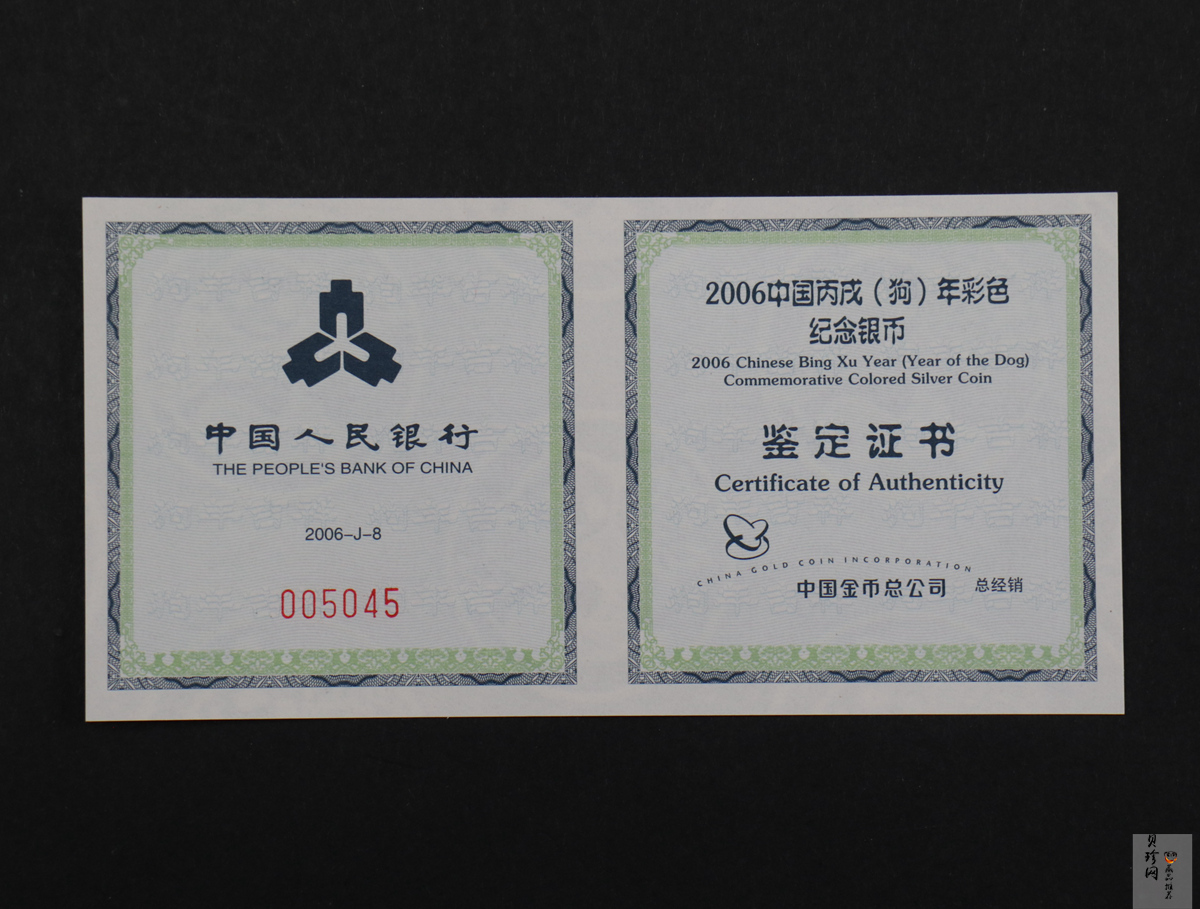 中国人民银行
THE PEOPLE'S BANK OF CHINA
2006-J-8
005045
2006中国丙戌（狗）年彩色
纪念银币
2006 Chinese Bing Xu Year (Year of the Dog)
Commemorative Colored Silver Coin
鉴定证书
Certificate of Authenticity
CHINA GOLD COIN INCORPORATION
中国金币总公司 总经销
贝珍网